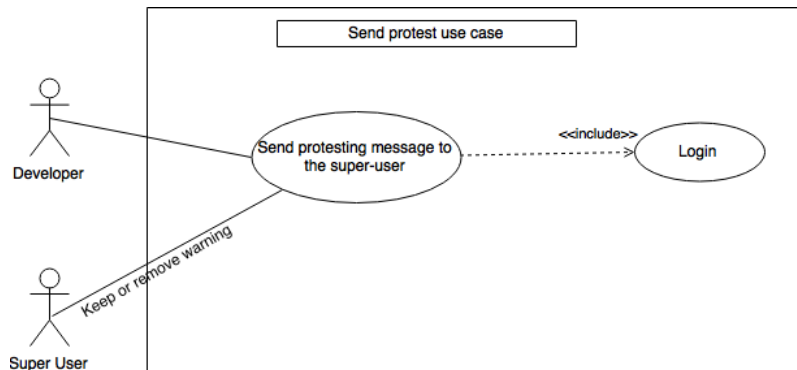 Send protest use case
Send protesting message to
the super-user
<<include>>
Login
Developer
Keep or remove warning
Super User